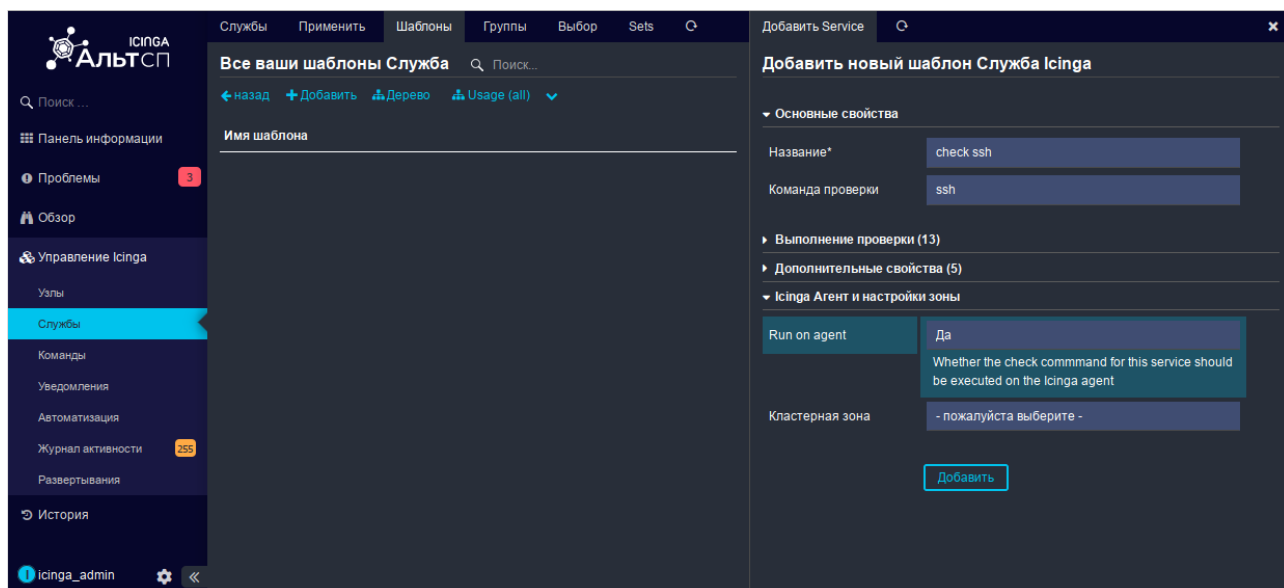 ICINGA
Альт СП
Поиск ...
Панель информации
Проблемы 3
Обзор
Управление Icinga
Узлы
Службы
Команды
Уведомления
Автоматизация
Журнал активности 255
Развертывания
История
icinga_admin
Службы Применить Шаблоны Группы Выбор Sets
Все ваши шаблоны Служба Поиск...
назад Добавить Дерево Usage (all)
Имя шаблона
Добавить Service
Добавить новый шаблон Служба Icinga
Основные свойства
Название* check ssh
Команда проверки ssh
Выполнение проверки (13)
Дополнительные свойства (5)
Icinga Агент и настройки зоны
Run on agent Да
Whether the check commmand for this service should
be executed on the Icinga agent
Кластерная зона - пожалуйста выберите -
Добавить